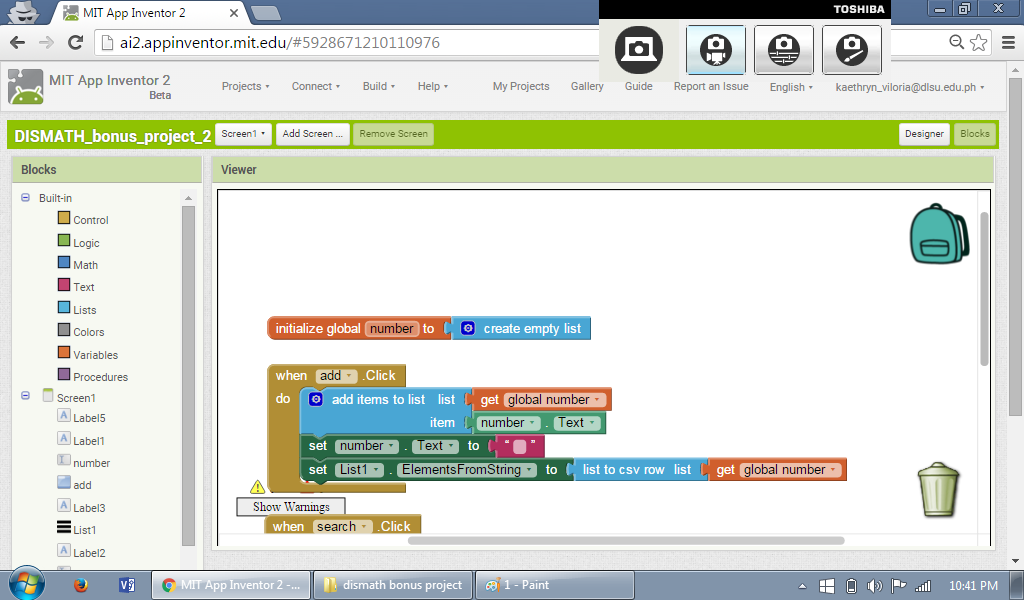 MIT App Inventor 2
TOSHIBA
ai2.appinventor.mit.edu/#5928671210110976
MIT App Inventor 2
Beta
Projects Connect Build Help My Projects Gallery Guide Report an Issue English kaethryn_viloria@dlsu.edu.ph
DISMATH_bonus_project_2 Screen1 Add Screen ... Remove Screen Designer Blocks
Blocks
Viewer
Built-in
Control
Logic
Math
Text
Lists
Colors
Variables
Procedures
Screen1
Label5
Label1
number
add
Label3
List1
Label2
initialize global number to create empty list
when add .Click
do add items to list list get global number
item number . Text
set number . Text to " "
set List1 . ElementsFromString to list to csv row list get global number
Show Warnings
when search .Click
MIT App Inventor 2 -... dismath bonus project 1 - Paint 10:41 PM